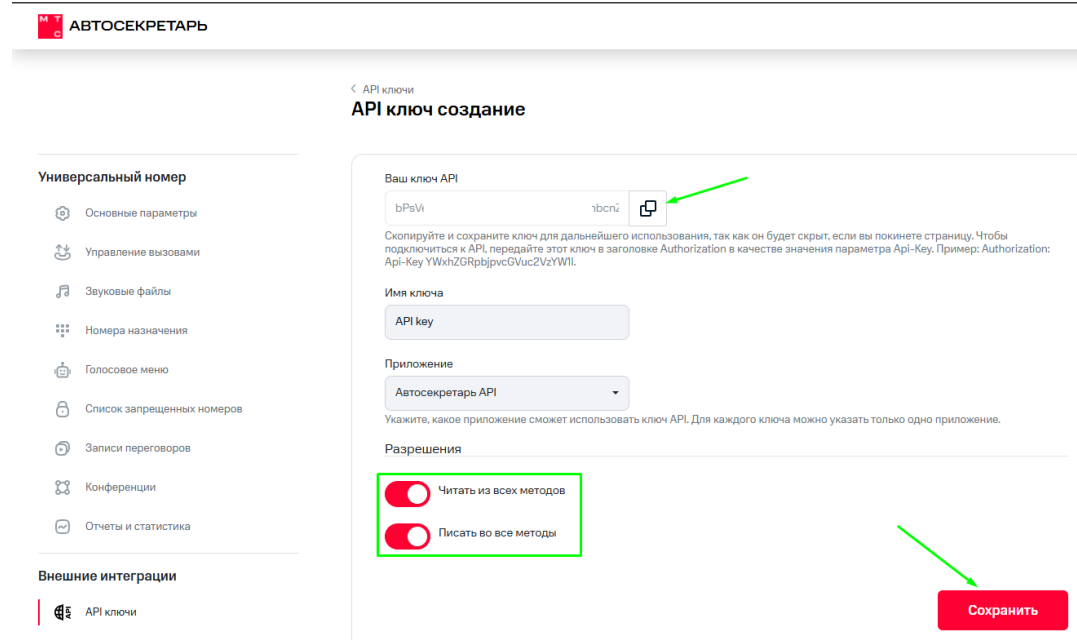 МТС
АВТОСЕКРЕТАРЬ
API ключи
API ключ создание
Универсальный номер
Основные параметры
Управление вызовами
Звуковые файлы
Номера назначения
Голосовое меню
Список запрещенных номеров
Записи переговоров
Конференции
Отчеты и статистика
Внешние интеграции
API
API ключи
Ваш ключ API
bPsV
bcnZ
Скопируйте и сохраните ключ для дальнейшего использования, так как он будет скрыт, если вы покинете страницу. Чтобы
подключиться к API, передайте этот ключ в заголовке Authorization в качестве значения параметра Api-Key. Пример: Authorization:
Api-Key YWxhZGRpbjpvcGVuc2VzYW1l.
Имя ключа
API key
Приложение
Автосекретарь API
Укажите, какое приложение сможет использовать ключ API. Для каждого ключа можно указать только одно приложение.
Разрешения
Читать из всех методов
Писать во все методы
Сохранить